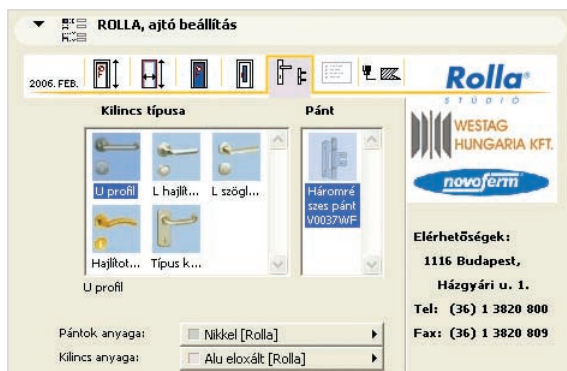 ROLLA, ajtó beállítás
2006. FEB.
Kilincs típusa
Pánt
U profil
L hajlít...
L szögl...
Hajlítot...
Típus k...
Háromré
szes pánt
V0037WF
U profil
Pántok anyaga:
Nikkel [Rolla]
Kilincs anyaga:
Alu eloxált [Rolla]
Rolla®
STÚDIÓ
WESTAG
HUNGARIA KFT.
novoferm
Elérhetőségek:
1116 Budapest,
Házgyári u. 1.
Tel: (36) 1 3820 800
Fax: (36) 1 3820 809